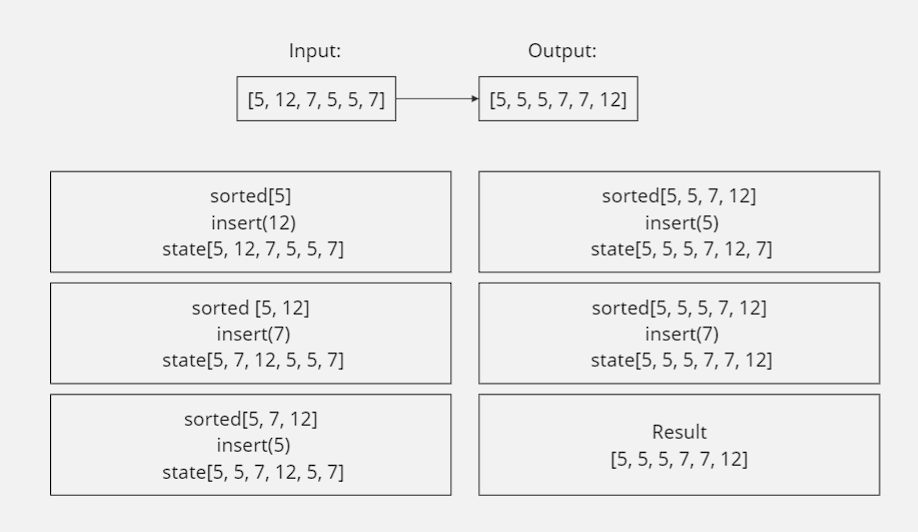 Input:
Output:
[5, 12, 7, 5, 5, 7]
[5, 5, 5, 7, 7, 12]
sorted[5]
insert(12)
state[5, 12, 7, 5, 5, 7]
sorted [5, 12]
insert(7)
state[5, 7, 12, 5, 5, 7]
sorted[5, 7, 12]
insert(5)
state[5, 5, 7, 12, 5, 7]
sorted[5, 5, 7, 12]
insert(5)
state[5, 5, 5, 7, 12, 7]
sorted[5, 5, 5, 7, 12]
insert(7)
state[5, 5, 5, 7, 7, 12]
Result
[5, 5, 5, 7, 7, 12]